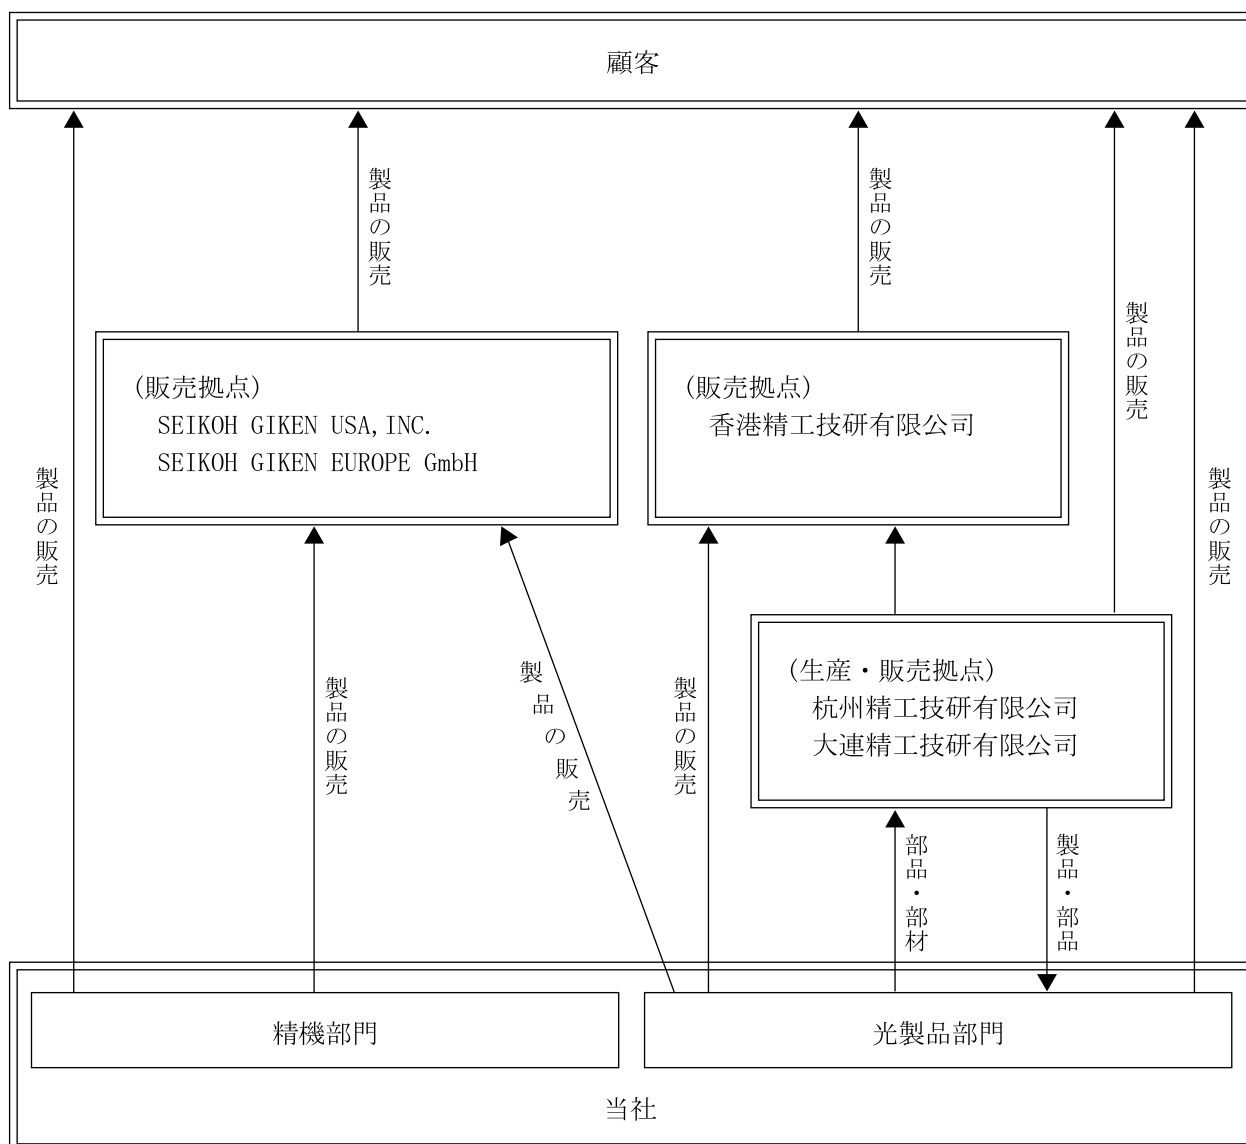 顧客
製品の販売
製品の販売
製品の販売
(販売拠点)
SEIKOH GIKEN USA,INC.
SEIKOH GIKEN EUROPE GmbH
(販売拠点)
香港精工技研有限公司
製品の販売
製品の販売
製品の販売
(生産・販売拠点)
杭州精工技研有限公司
大連精工技研有限公司
製品の販売
製品の販売
製品の販売
部品・部材
製品・部品
精機部門
光製品部門
当社